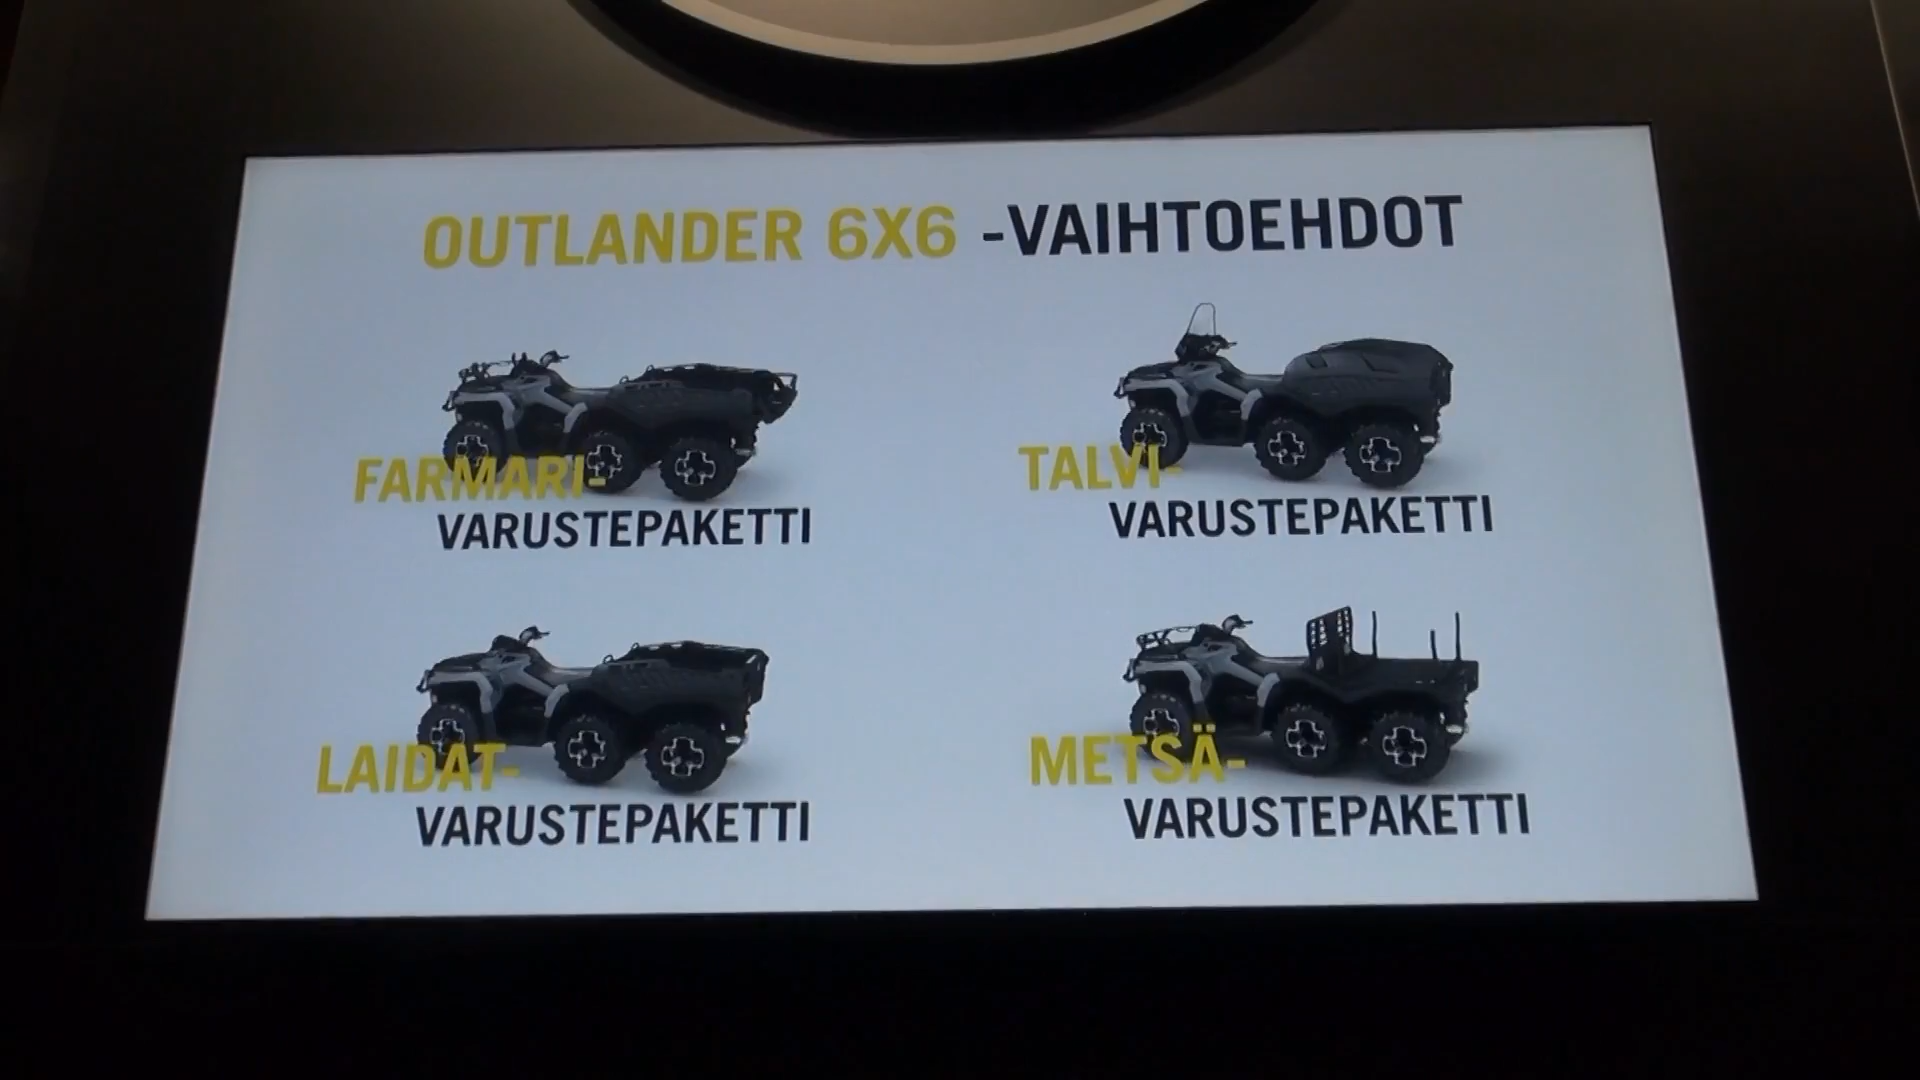 OUTLANDER 6X6 -VAIHTOEHDOT
FARMARI-
VARUSTEPAKETTI
TALVI-
VARUSTEPAKETTI
LAIDAT-
VARUSTEPAKETTI
METSÄ-
VARUSTEPAKETTI